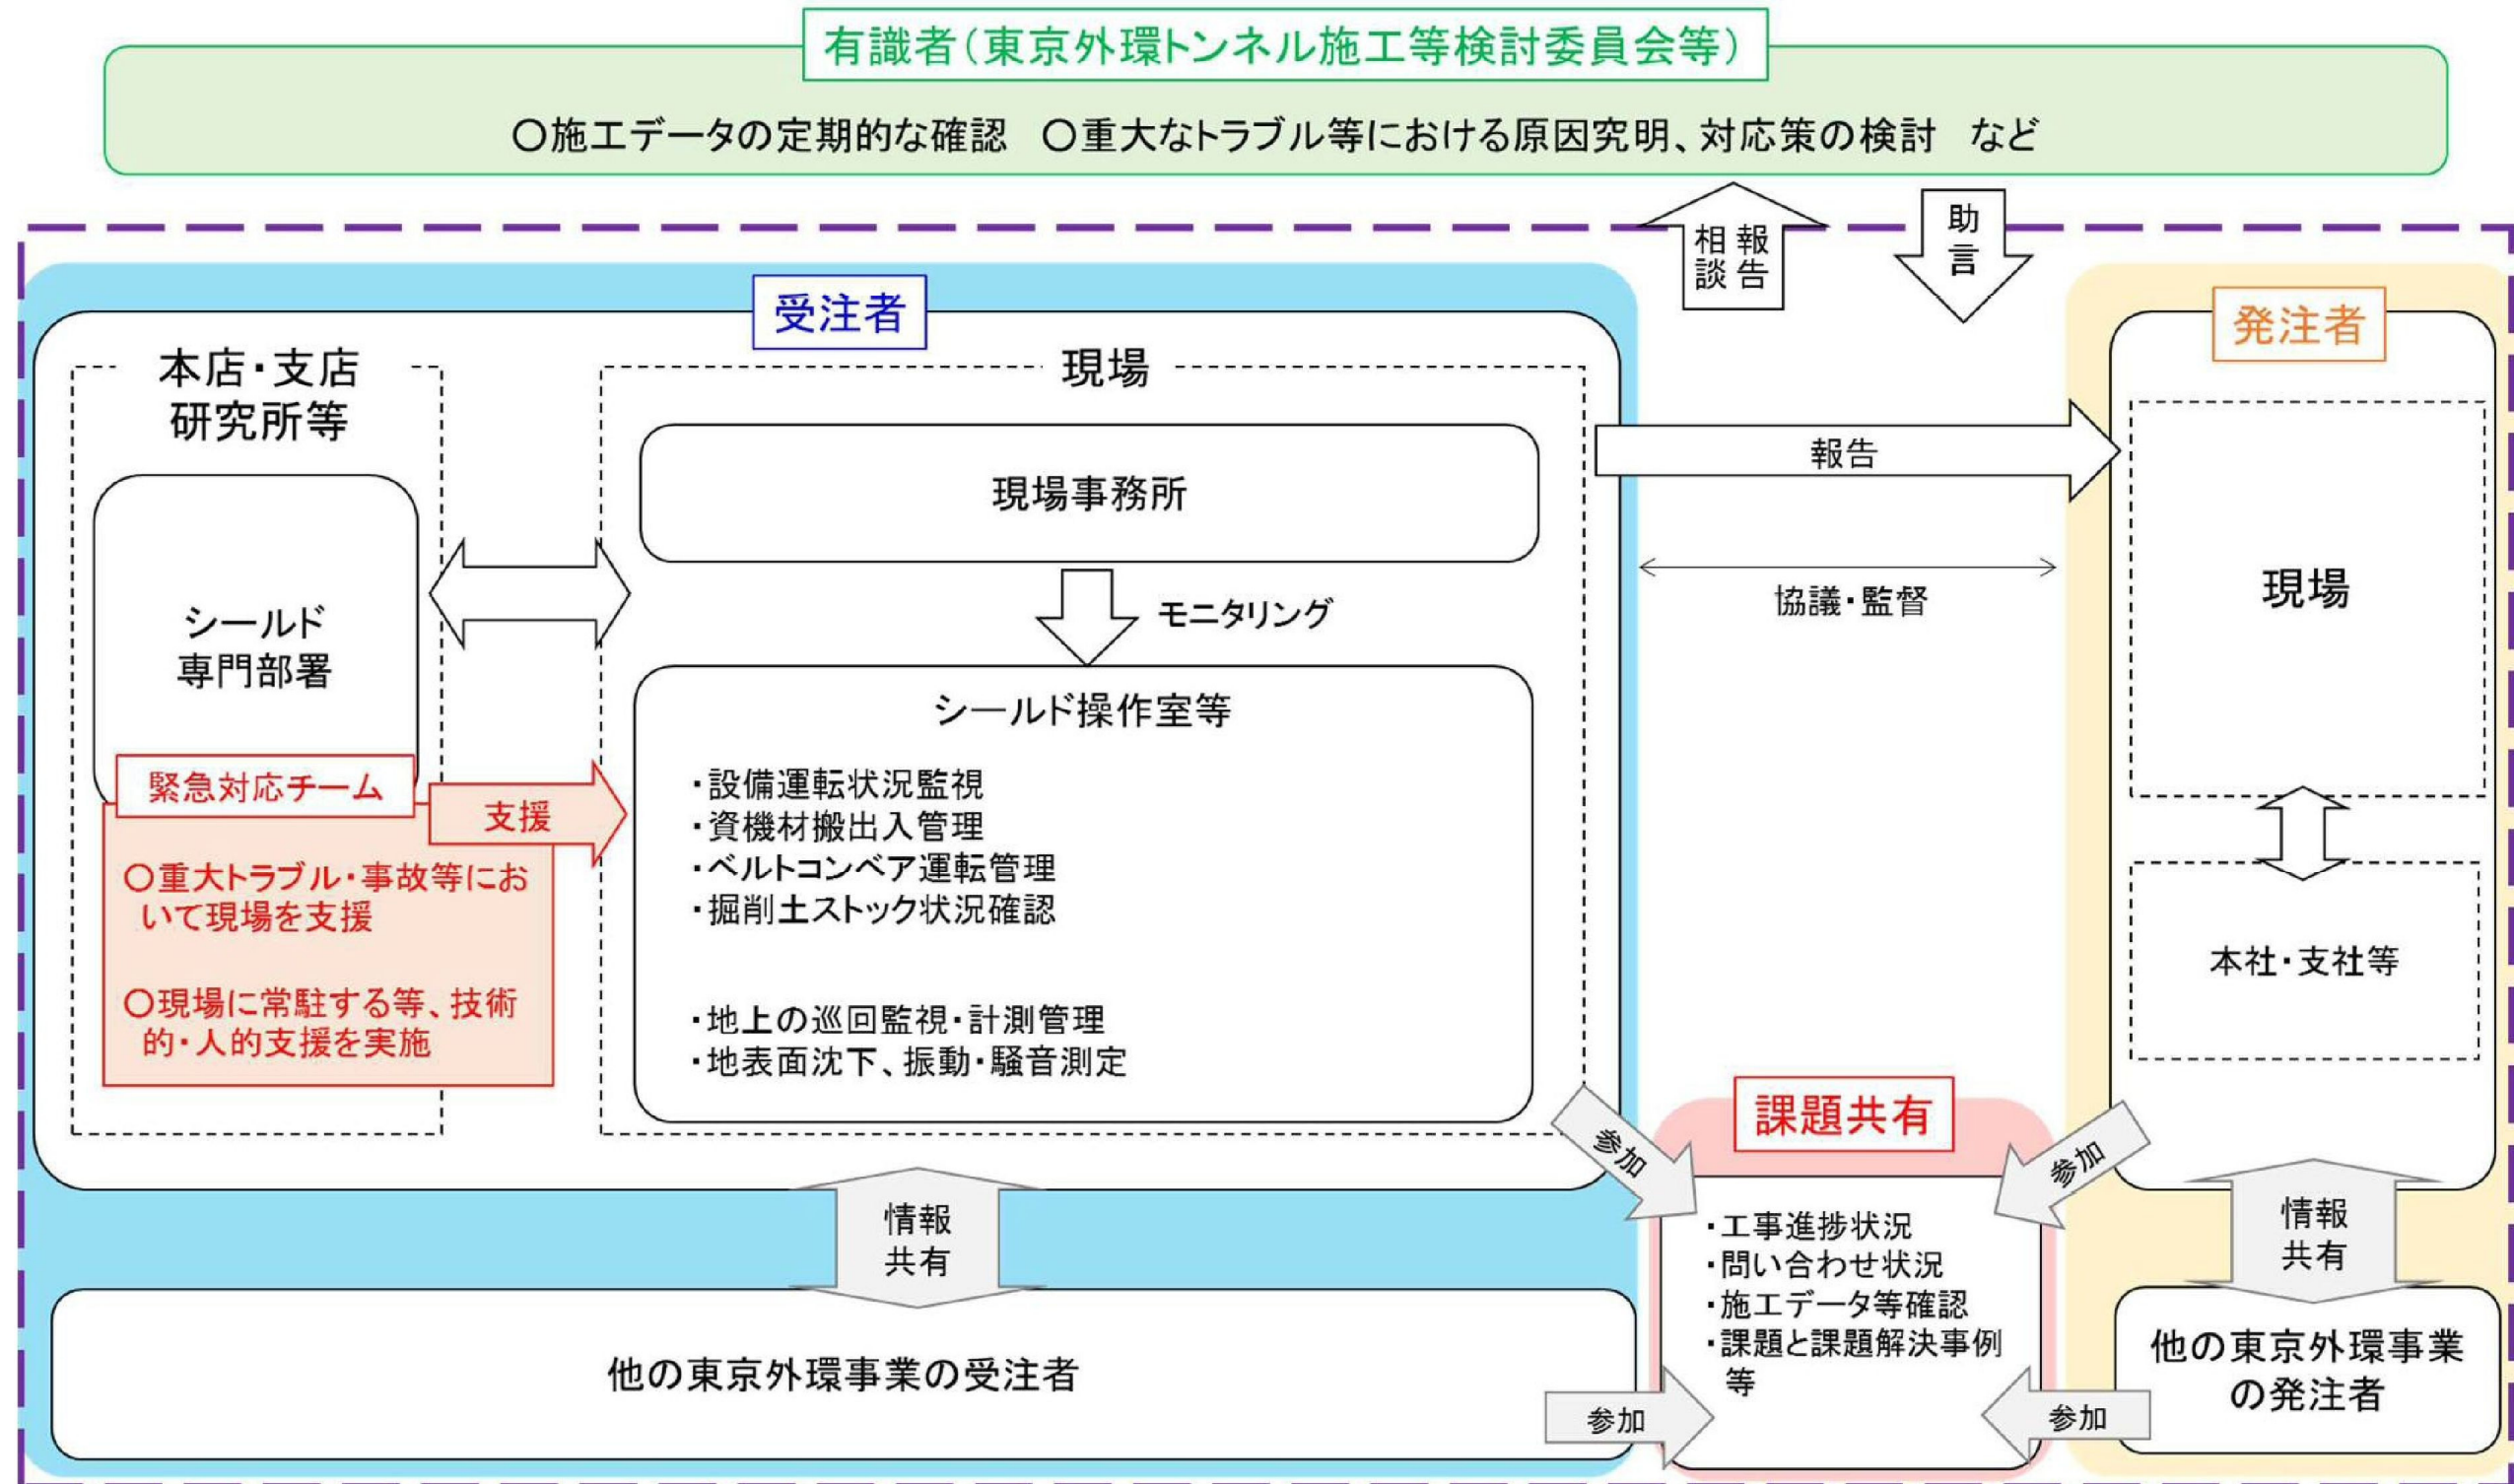 有識者(東京外環トンネル施工等検討委員会等)
○施工データの定期的な確認　○重大なトラブル等における原因究明、対応策の検討　など
相談
報告
助言
受注者
本店・支店
研究所等
シールド
専門部署
緊急対応チーム
○重大トラブル・事故等にお
いて現場を支援
○現場に常駐する等、技術
的・人的支援を実施
支援
現場
現場事務所
モニタリング
シールド操作室等
・設備運転状況監視
・資機材搬出入管理
・ベルトコンベア運転管理
・掘削土ストック状況確認
・地上の巡回監視・計測管理
・地表面沈下、振動・騒音測定
報告
協議・監督
発注者
現場
本社・支社等
情報
共有
他の東京外環事業の受注者
課題共有
参加
参加
・工事進捗状況
・問い合わせ状況
・施工データ等確認
・課題と課題解決事例
等
参加
参加
情報
共有
他の東京外環事業
の発注者